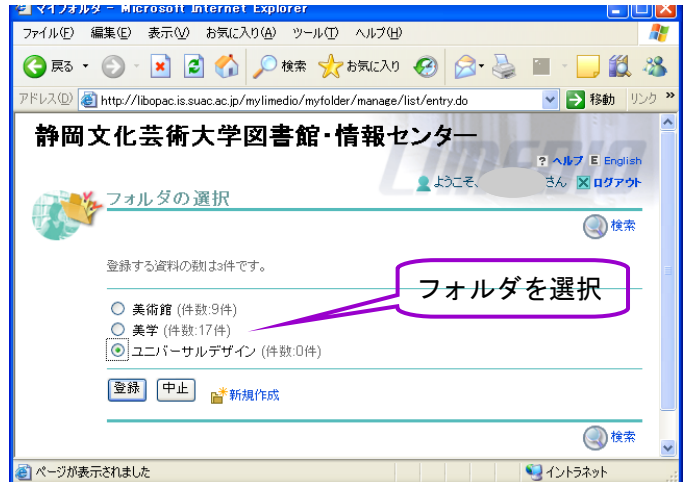 マイフォルダ - Microsoft Internet Explorer
ファイル(F) 編集(E) 表示(V) お気に入り(A) ツール(T) ヘルプ(H)
戻る 検索 お気に入り
アドレス(D) http://libopac.is.suac.ac.jp/mylimedio/myfolder/manage/list/entry.do 移動 リンク »
静岡文化芸術大学図書館・情報センター
LIMEDIO
? ヘルプ E English
ようこそ、 さん ログアウト
フォルダの選択
検索
登録する資料の数は3件です。
フォルダを選択
美術館 (件数:9件)
美学 (件数:17件)
ユニバーサルデザイン (件数:0件)
登録 中止 新規作成
検索
ページが表示されました イントラネット